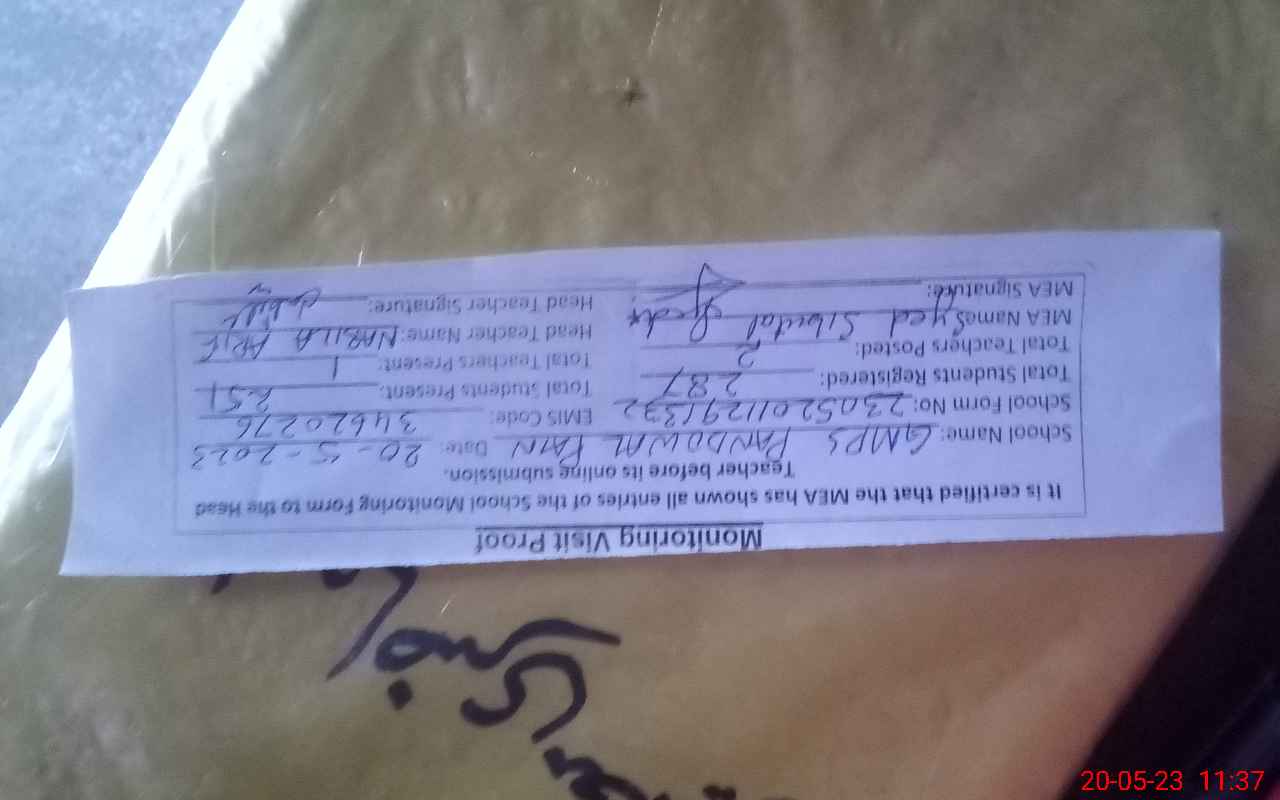 Monitoring Visit Proof
It is certified that the MEA has shown all entries of the School Monitoring Form to the Head
Teacher before its online submission.
School Name: GMPS PANDOWAL PAIN Date: 20-5-2023
School Form No: 23052011291332 EMIS Code: 34620276
Total Students Registered: 287 Total Students Present: 251
Total Teachers Posted: 2 Total Teachers Present: 1
MEA Name: Syed Head Teacher Name: NABILA ARIF
MEA Signature: Head Teacher Signature:
20-05-23 11:37